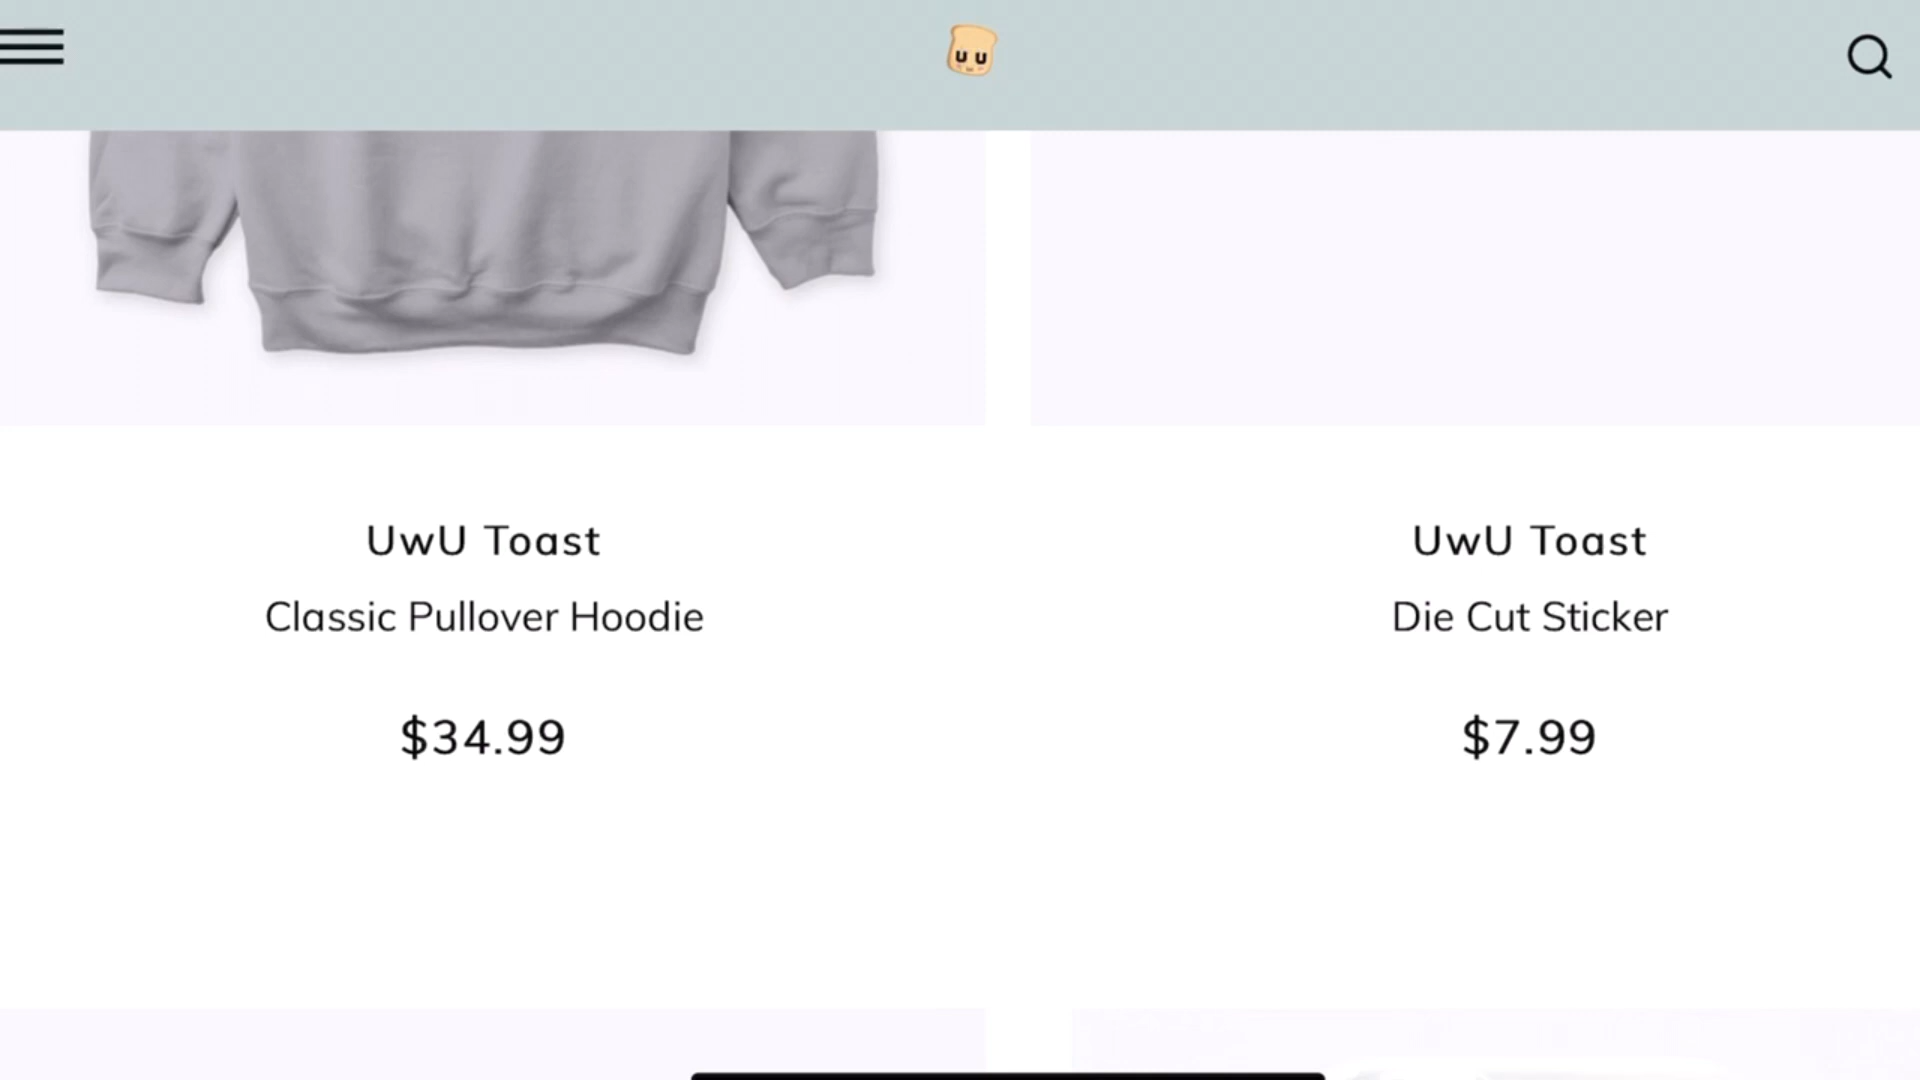 UwU Toast
Classic Pullover Hoodie
$34.99
UwU Toast
Die Cut Sticker
$7.99